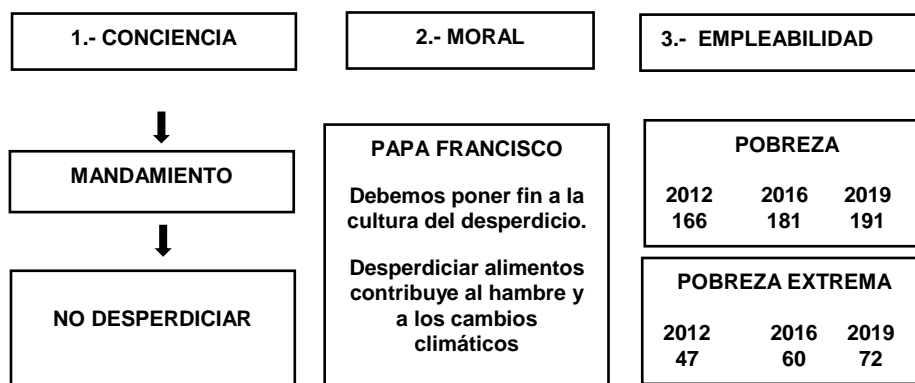 1.- CONCIENCIA
MANDAMIENTO
NO DESPERDICIAR
2.- MORAL
PAPA FRANCISCO
Debemos poner fin a la
cultura del desperdicio.
Desperdiciar alimentos
contribuye al hambre y
a los cambios
climáticos
3.- EMPLEABILIDAD
POBREZA
2012 2016 2019
166 181 191
POBREZA EXTREMA
2012 2016 2019
47 60 72